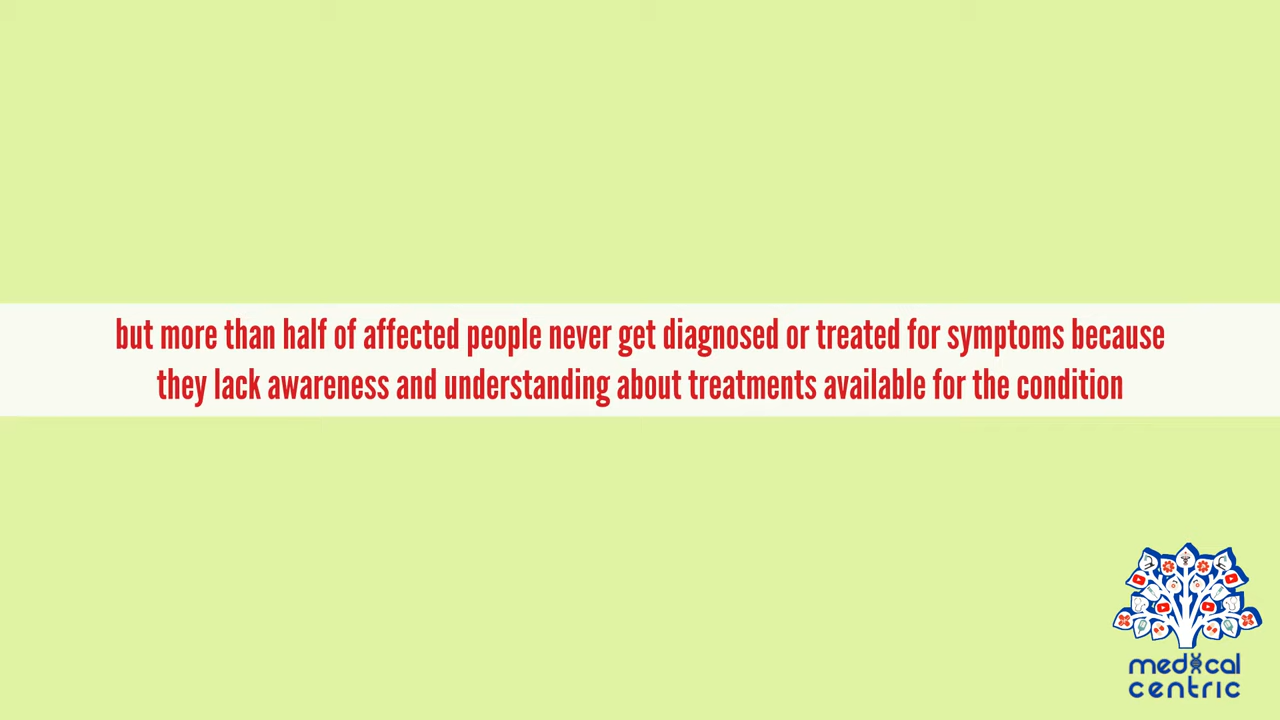 but more than half of affected people never get diagnosed or treated for symptoms because
they lack awareness and understanding about treatments available for the condition
medical
centric